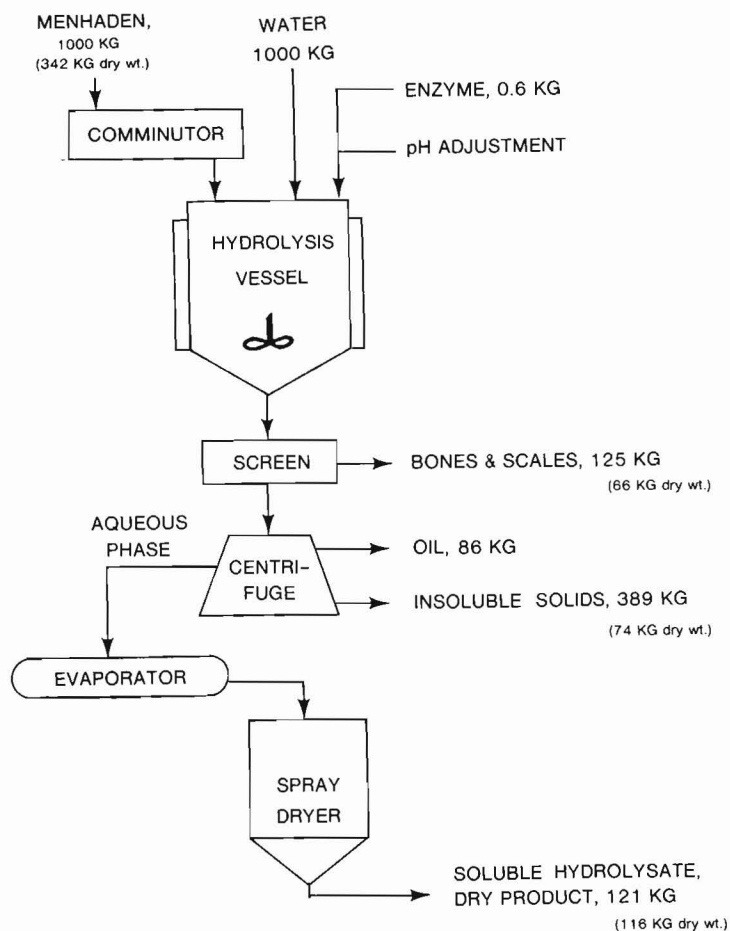 MENHADEN,
1000 KG
(342 KG dry wt.)
WATER
1000 KG
ENZYME, 0.6 KG
pH ADJUSTMENT
COMMINUTOR
HYDROLYSIS
VESSEL
SCREEN
BONES & SCALES, 125 KG
(66 KG dry wt.)
AQUEOUS
PHASE
CENTRI-
FUGE
OIL, 86 KG
INSOLUBLE SOLIDS, 389 KG
(74 KG dry wt.)
EVAPORATOR
SPRAY
DRYER
SOLUBLE HYDROLYSATE,
DRY PRODUCT, 121 KG
(116 KG dry wt.)